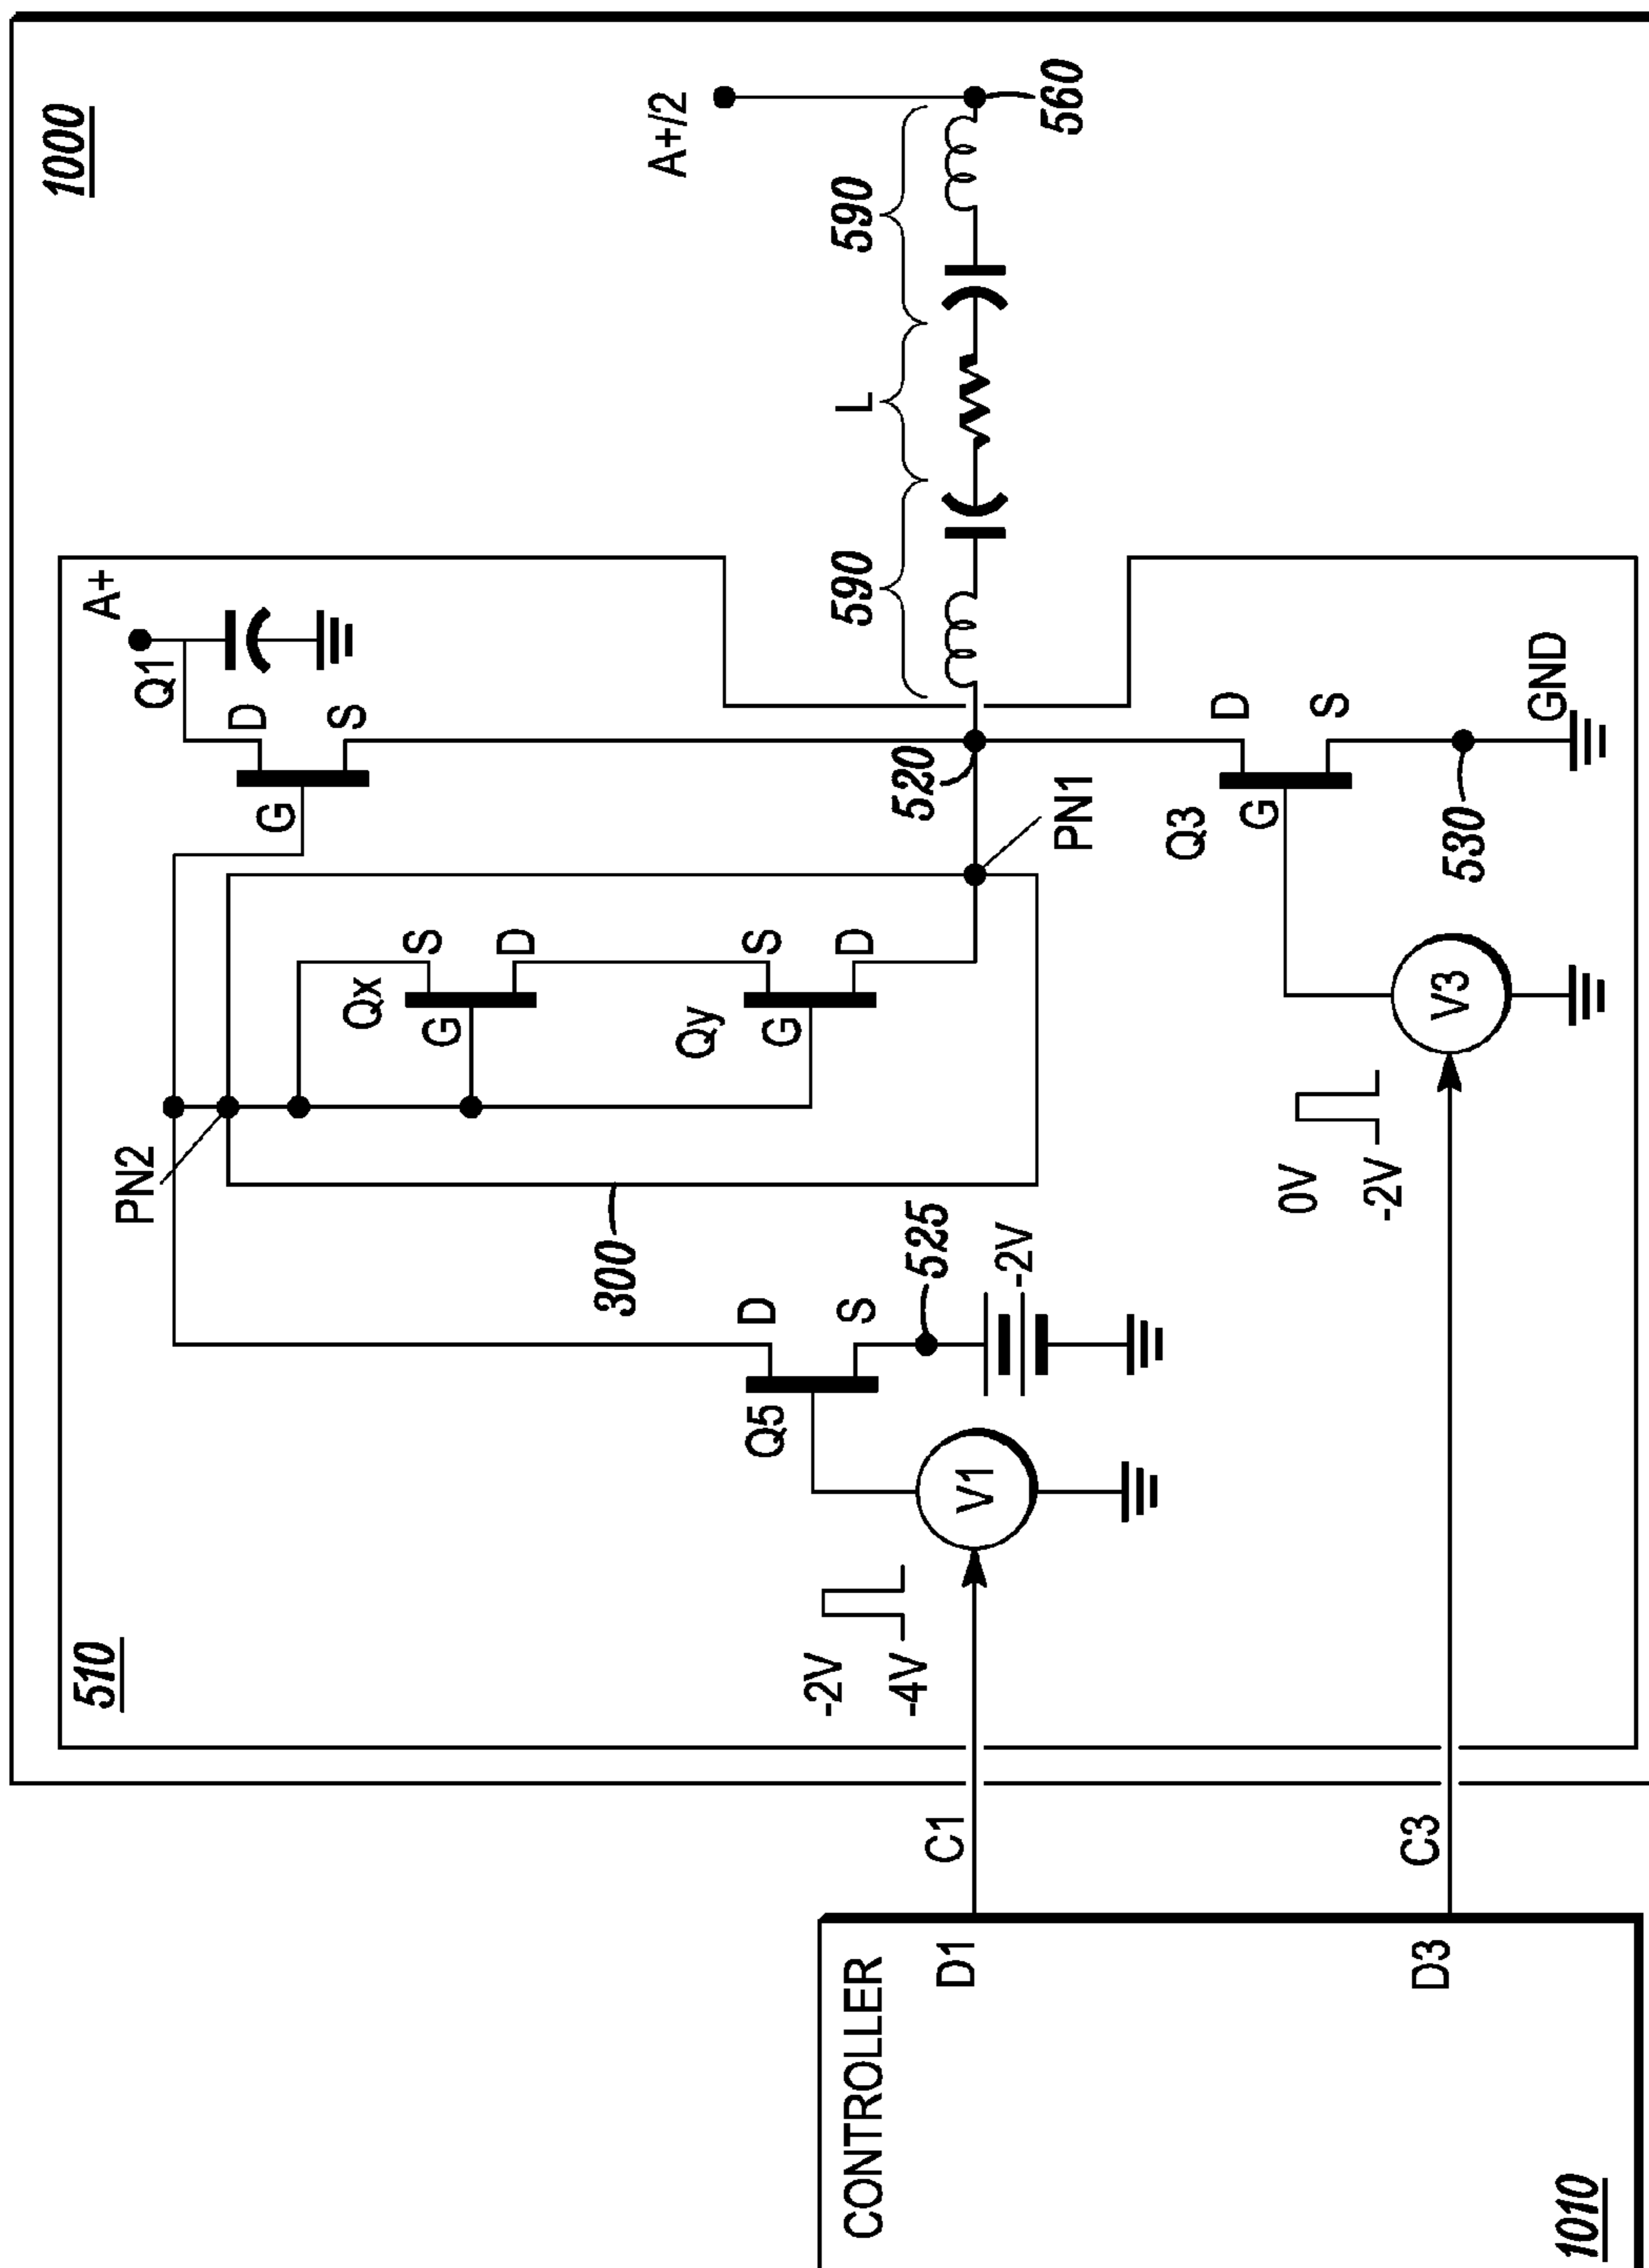 1000
510
A+
Q1
D
S
G
PN2
Qx
S
G
D
Qy
S
G
D
300
PN1
520
A+/2
590
L
590
560
Q5
D
S
525
-2V
V1
-2V
-4V
Q3
D
G
S
530
GND
V3
0V
-2V
C1
C3
CONTROLLER
D1
D3
1010